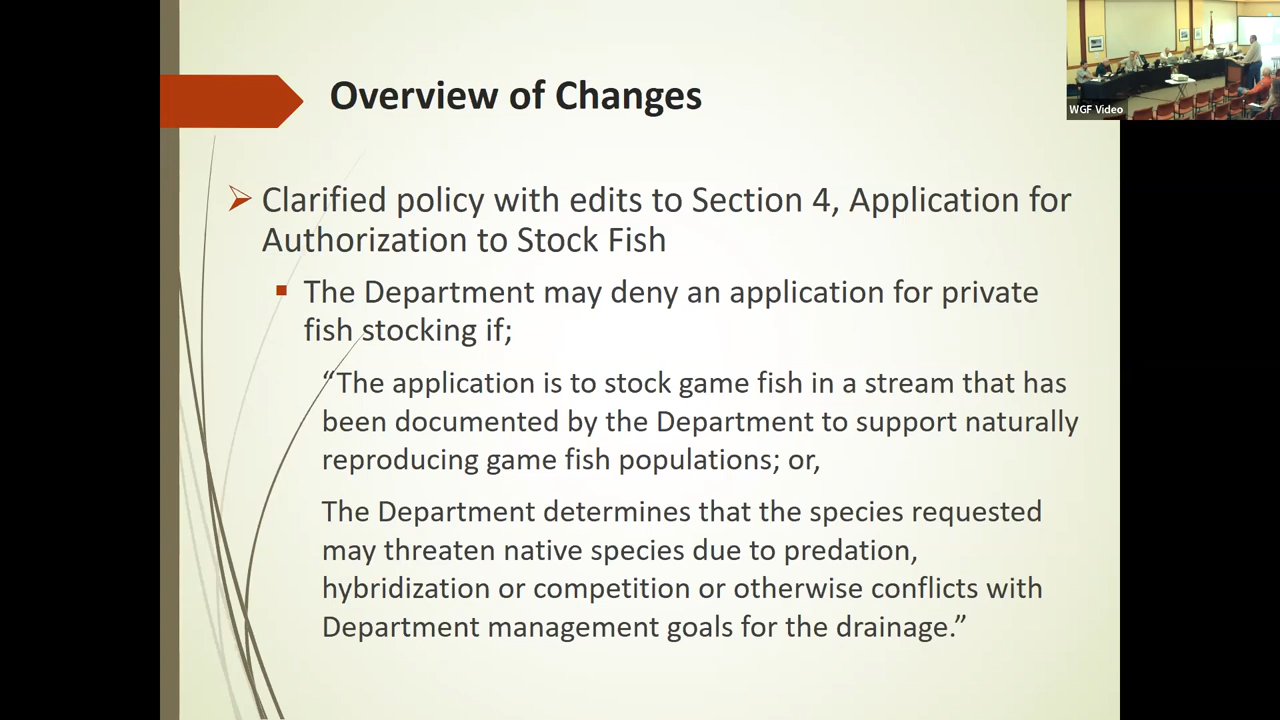 Overview of Changes
WGF Video
Clarified policy with edits to Section 4, Application for
Authorization to Stock Fish
The Department may deny an application for private
fish stocking if;
“The application is to stock game fish in a stream that has
been documented by the Department to support naturally
reproducing game fish populations; or,
The Department determines that the species requested
may threaten native species due to predation,
hybridization or competition or otherwise conflicts with
Department management goals for the drainage.”